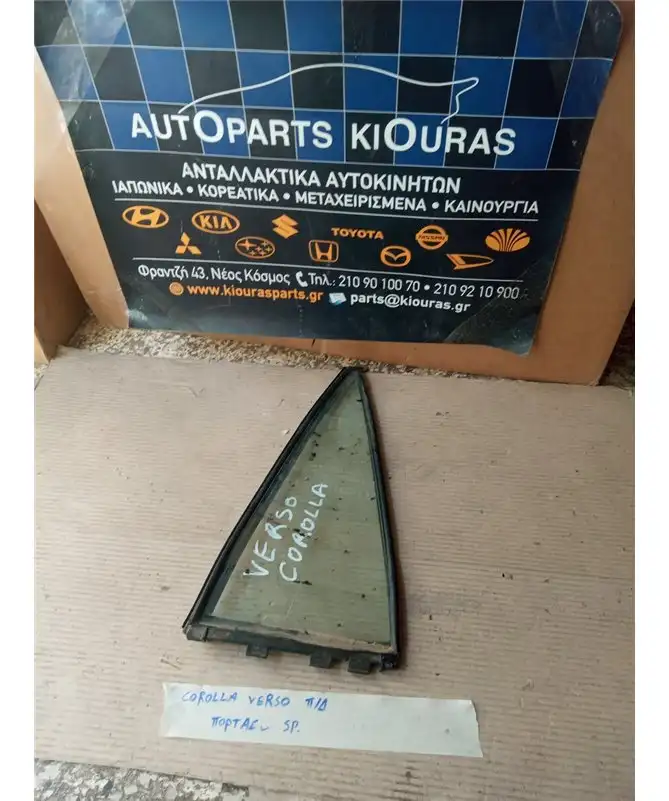 AUTOPARTS KIOURAS
ΑΝΤΑΛΛΑΚΤΙΚΑ ΑΥΤΟΚΙΝΗΤΩΝ
ΙΑΠΩΝΙΚΑ • ΚΟΡΕΑΤΙΚΑ • ΜΕΤΑΧΕΙΡΙΣΜΕΝΑ • ΚΑΙΝΟΥΡΓΙΑ
KIA TOYOTA NISSAN
Φραντζή 43, Νέος Κόσμος Τηλ.: 210 90 100 70 • 210 92 10 900
www.kiourasparts.gr parts@kiouras.gr
VERSO
COROLLA
COROLLA VERSO Π/Δ
ΠΟΡΤΑΣ SP.